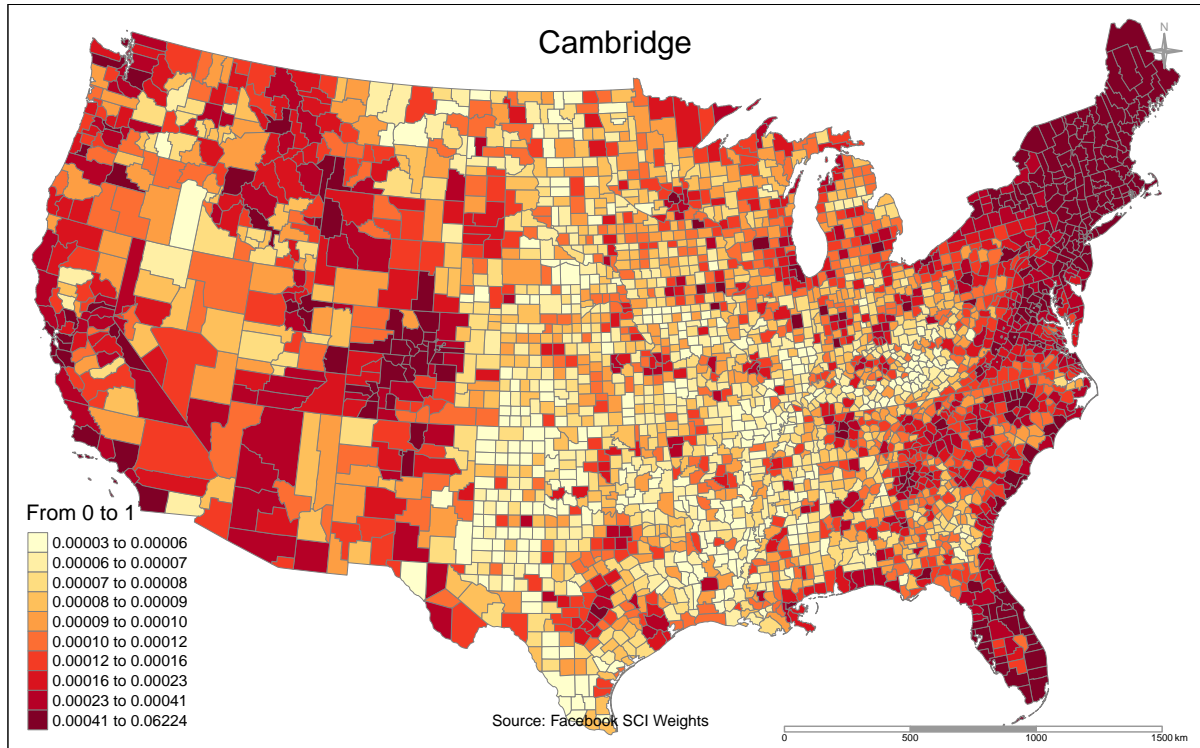 Cambridge
N
From 0 to 1
0.00003 to 0.00006
0.00006 to 0.00007
0.00007 to 0.00008
0.00008 to 0.00009
0.00009 to 0.00010
0.00010 to 0.00012
0.00012 to 0.00016
0.00016 to 0.00023
0.00023 to 0.00041
0.00041 to 0.06224
Source: Facebook SCI Weights
0 500 1000 1500 km